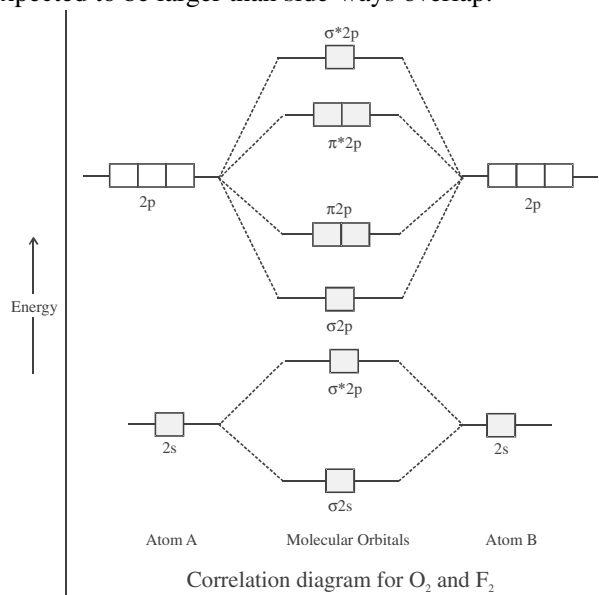 expected to be larger than side-ways overlap.
σ*2p
π*2p
2p
2p
π2p
Energy
σ2p
σ*2p
2s
2s
σ2s
Atom A
Molecular Orbitals
Atom B
Correlation diagram for O₂ and F₂